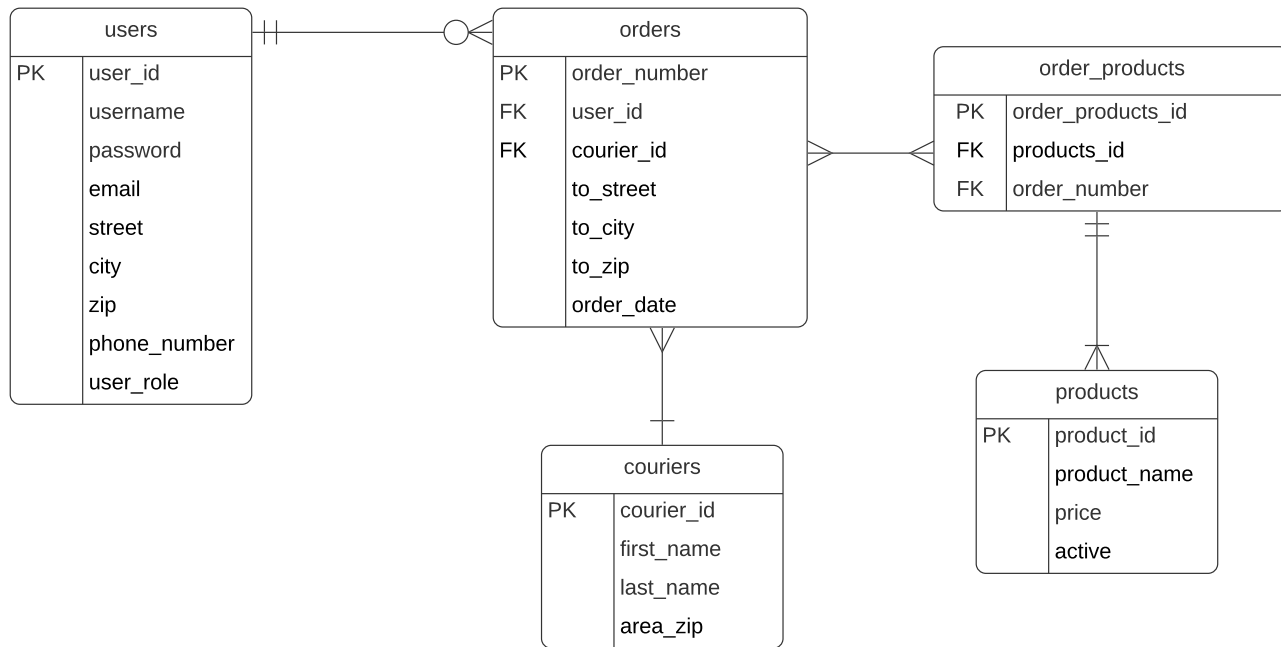 users
PK user_id
username
password
email
street
city
zip
phone_number
user_role
orders
PK order_number
FK user_id
FK courier_id
to_street
to_city
to_zip
order_date
order_products
PK order_products_id
FK products_id
FK order_number
couriers
PK courier_id
first_name
last_name
area_zip
products
PK product_id
product_name
price
active